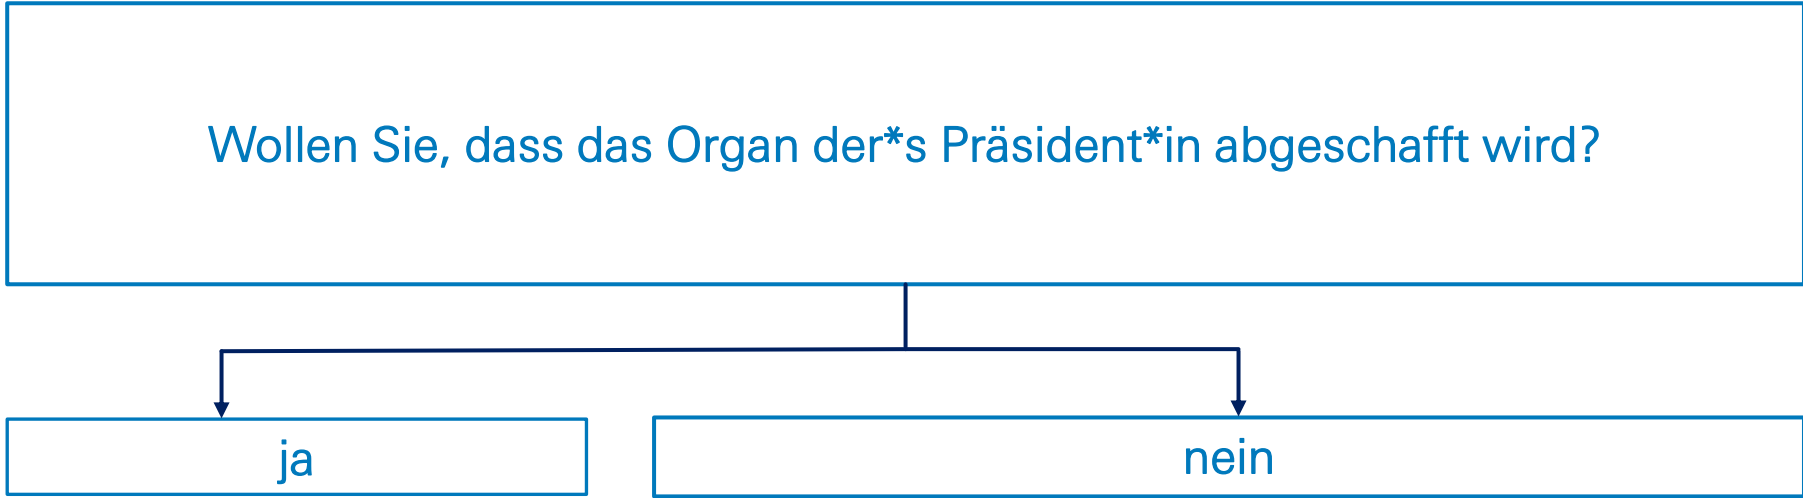 Wollen Sie, dass das Organ der*s Präsident*in abgeschafft wird?
ja
nein